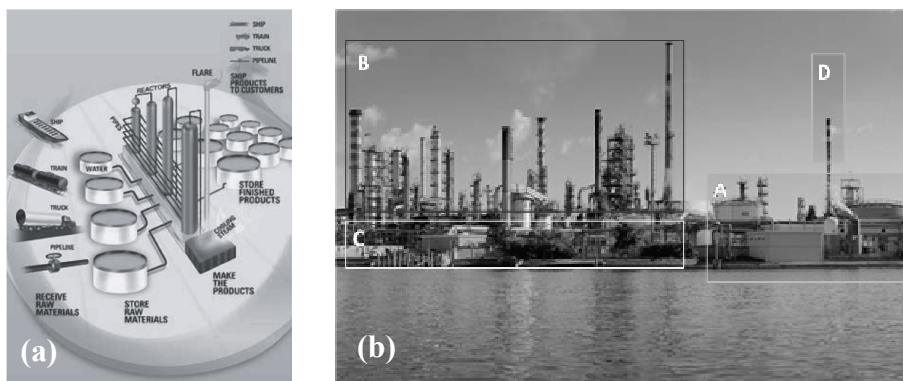 SHIP
TRAIN
TRUCK
PIPELINE
FLARE
SHIP
PRODUCTS
TO CUSTOMERS
REACTORS
PIPES
SHIP
TRAIN
WATER
STORE
FINISHED
PRODUCTS
TRUCK
COOLING
STEAM
PIPELINE
MAKE
THE
PRODUCTS
RECEIVE
RAW
MATERIALS
STORE
RAW
MATERIALS
(a)
B
D
A
C
(b)